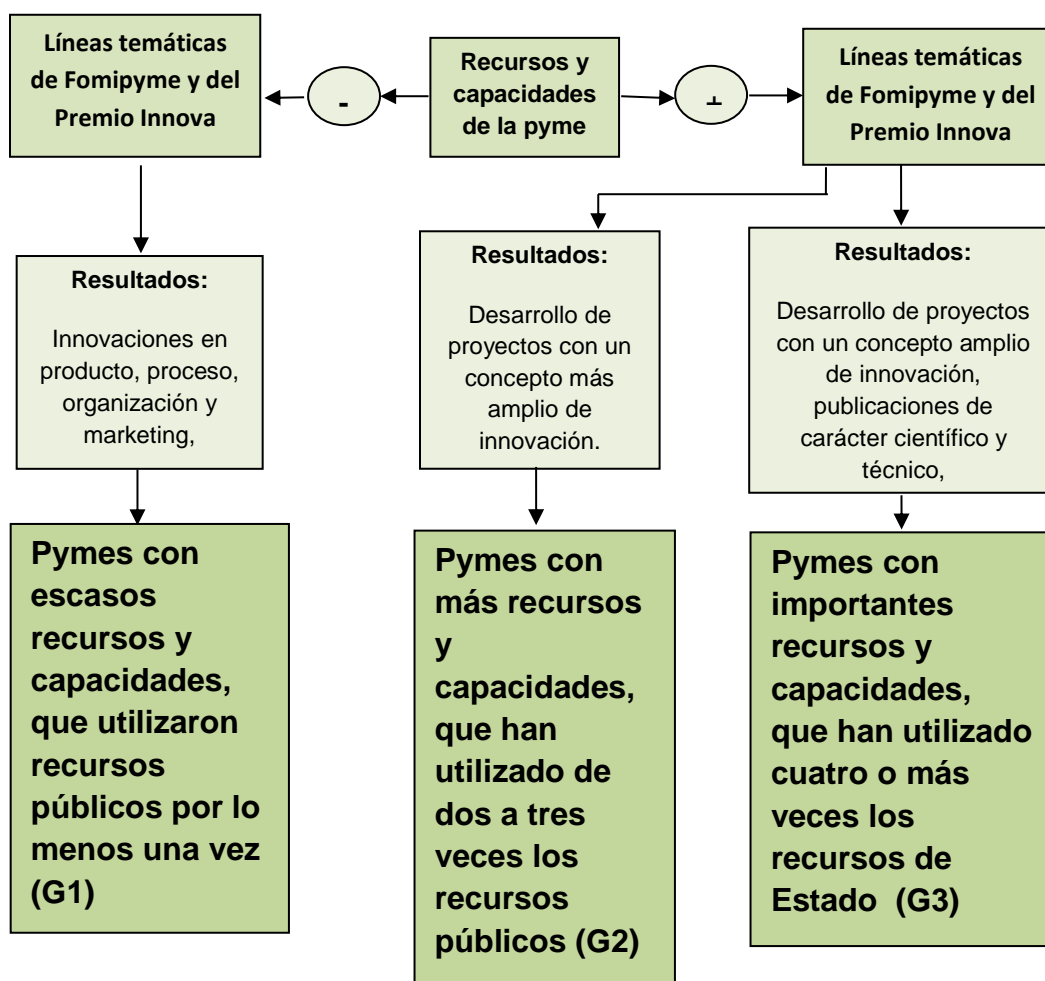 Líneas temáticas
de Fomipyme y del
Premio Innova
-
Recursos y
capacidades
de la pyme
+
Líneas temáticas
de Fomipyme y del
Premio Innova
Resultados:
Innovaciones en
producto, proceso,
organización y
marketing,
Resultados:
Desarrollo de
proyectos con un
concepto más
amplio de
innovación.
Resultados:
Desarrollo de proyectos
con un concepto amplio
de innovación,
publicaciones de
carácter científico y
técnico,
Pymes con
escasos
recursos y
capacidades,
que utilizaron
recursos
públicos por lo
menos una vez
(G1)
Pymes con
más recursos
y
capacidades,
que han
utilizado de
dos a tres
veces los
recursos
públicos (G2)
Pymes con
importantes
recursos y
capacidades,
que han utilizado
cuatro o más
veces los
recursos de
Estado (G3)